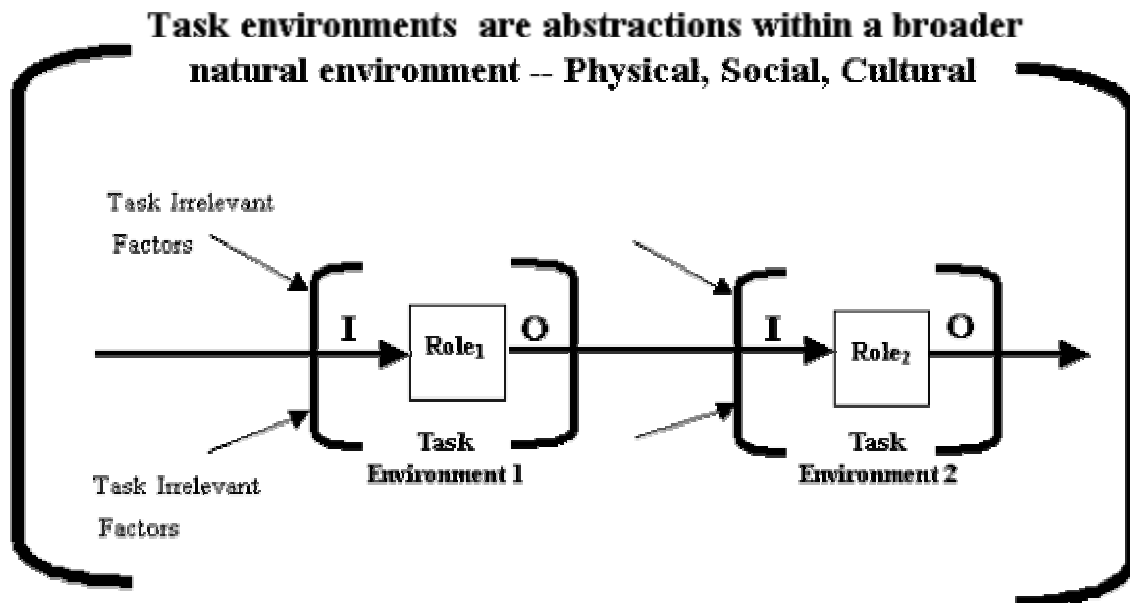 Task environments are abstractions within a broader
natural environment -- Physical, Social, Cultural
Task Irrelevant
Factors
I
Role₁
O
I
Role₂
O
Task
Environment 1
Task
Environment 2
Task Irrelevant
Factors